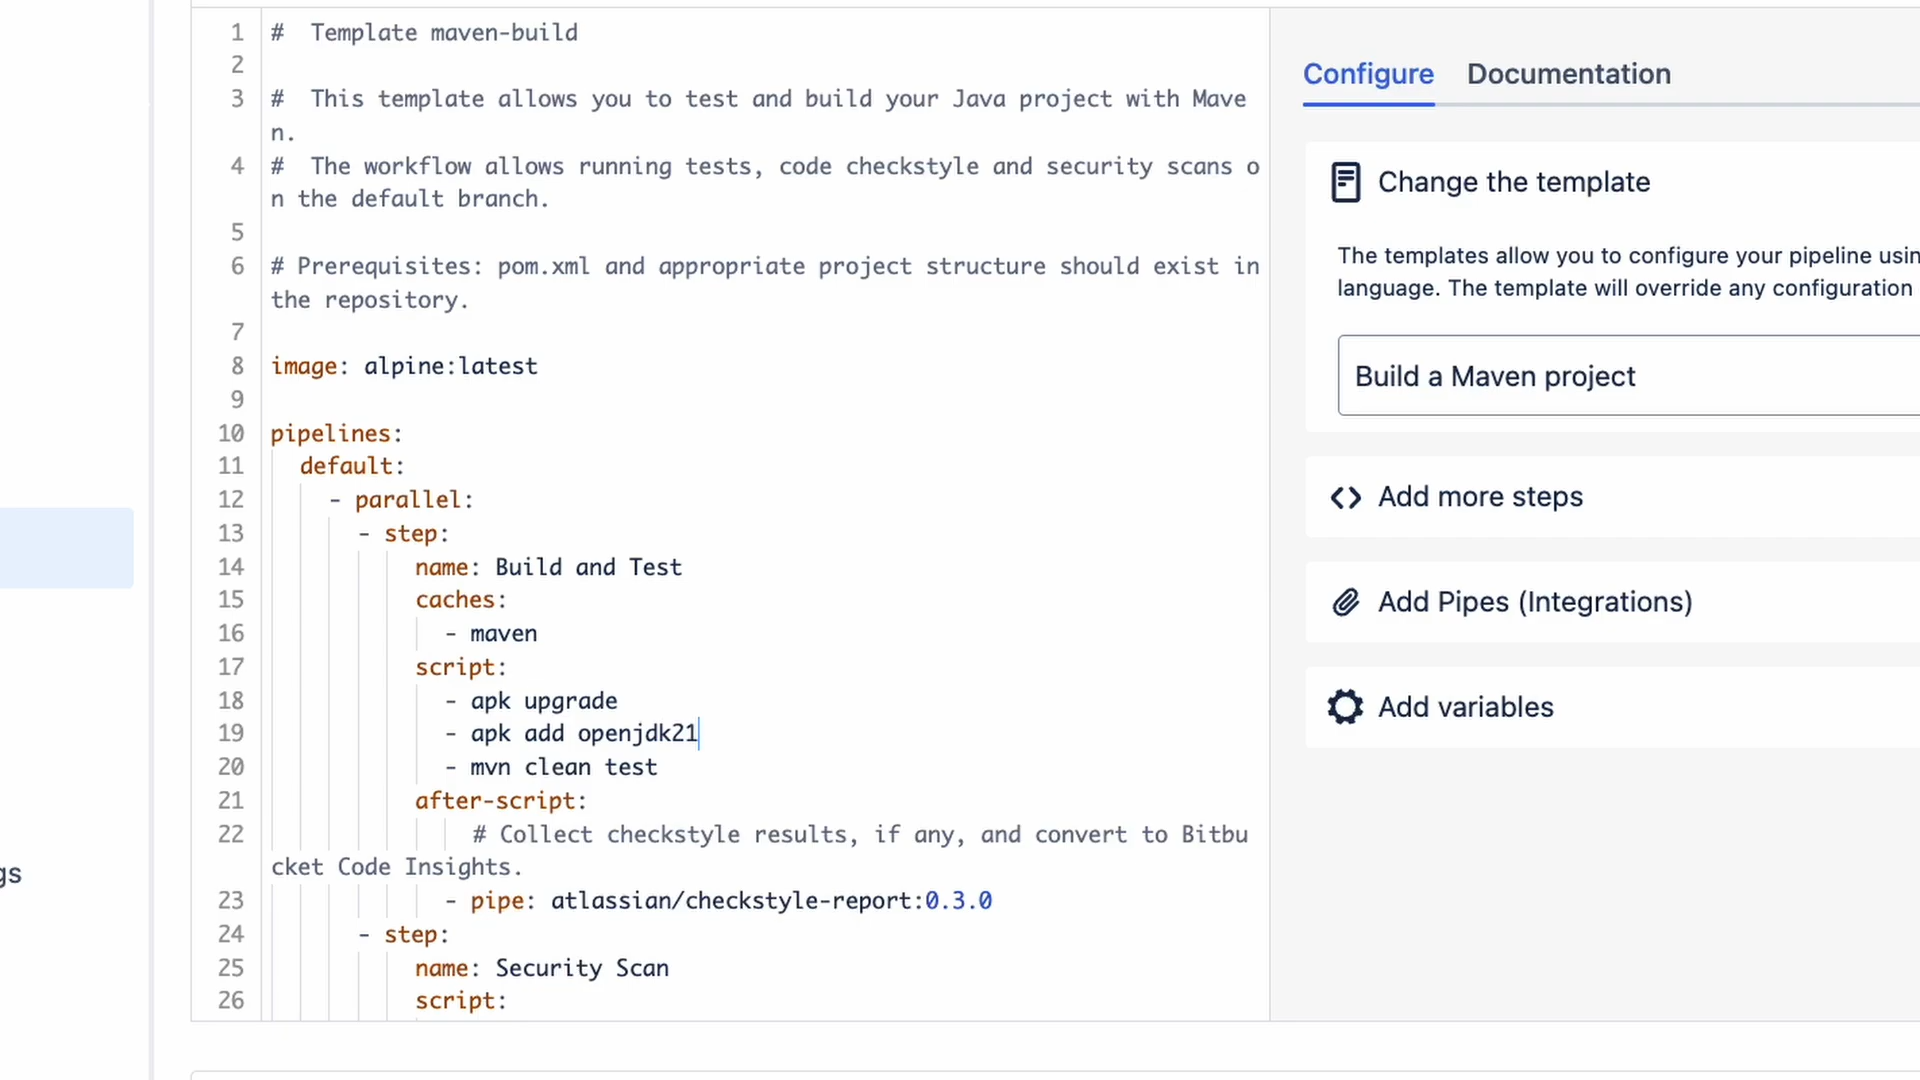 1 #  Template maven-build
2
3 #  This template allows you to test and build your Java project with Mave
n.
4 #  The workflow allows running tests, code checkstyle and security scans o
n the default branch.
5
6 # Prerequisites: pom.xml and appropriate project structure should exist in
the repository.
7
8 image: alpine:latest
9
10 pipelines:
11   default:
12     - parallel:
13       - step:
14           name: Build and Test
15           caches:
16             - maven
17           script:
18             - apk upgrade
19             - apk add openjdk21
20             - mvn clean test
21           after-script:
22               # Collect checkstyle results, if any, and convert to Bitbu
cket Code Insights.
23             - pipe: atlassian/checkstyle-report:0.3.0
24       - step:
25           name: Security Scan
26           script:
gs
Configure
Documentation
Change the template
The templates allow you to configure your pipeline usin
language. The template will override any configuration
Build a Maven project
Add more steps
Add Pipes (Integrations)
Add variables